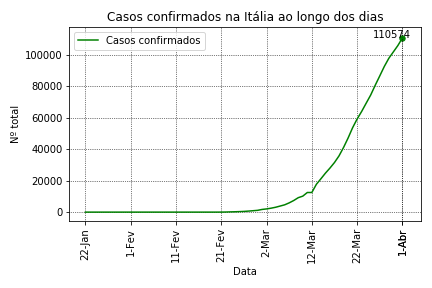 Casos confirmados na Itália ao longo dos dias
Casos confirmados
110574
Nº total
100000
80000
60000
40000
20000
0
22-Jan
1-Fev
11-Fev
21-Fev
2-Mar
12-Mar
22-Mar
1-Abr
Data